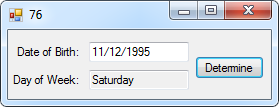 76
Date of Birth: 11/12/1995
Day of Week: Saturday
Determine